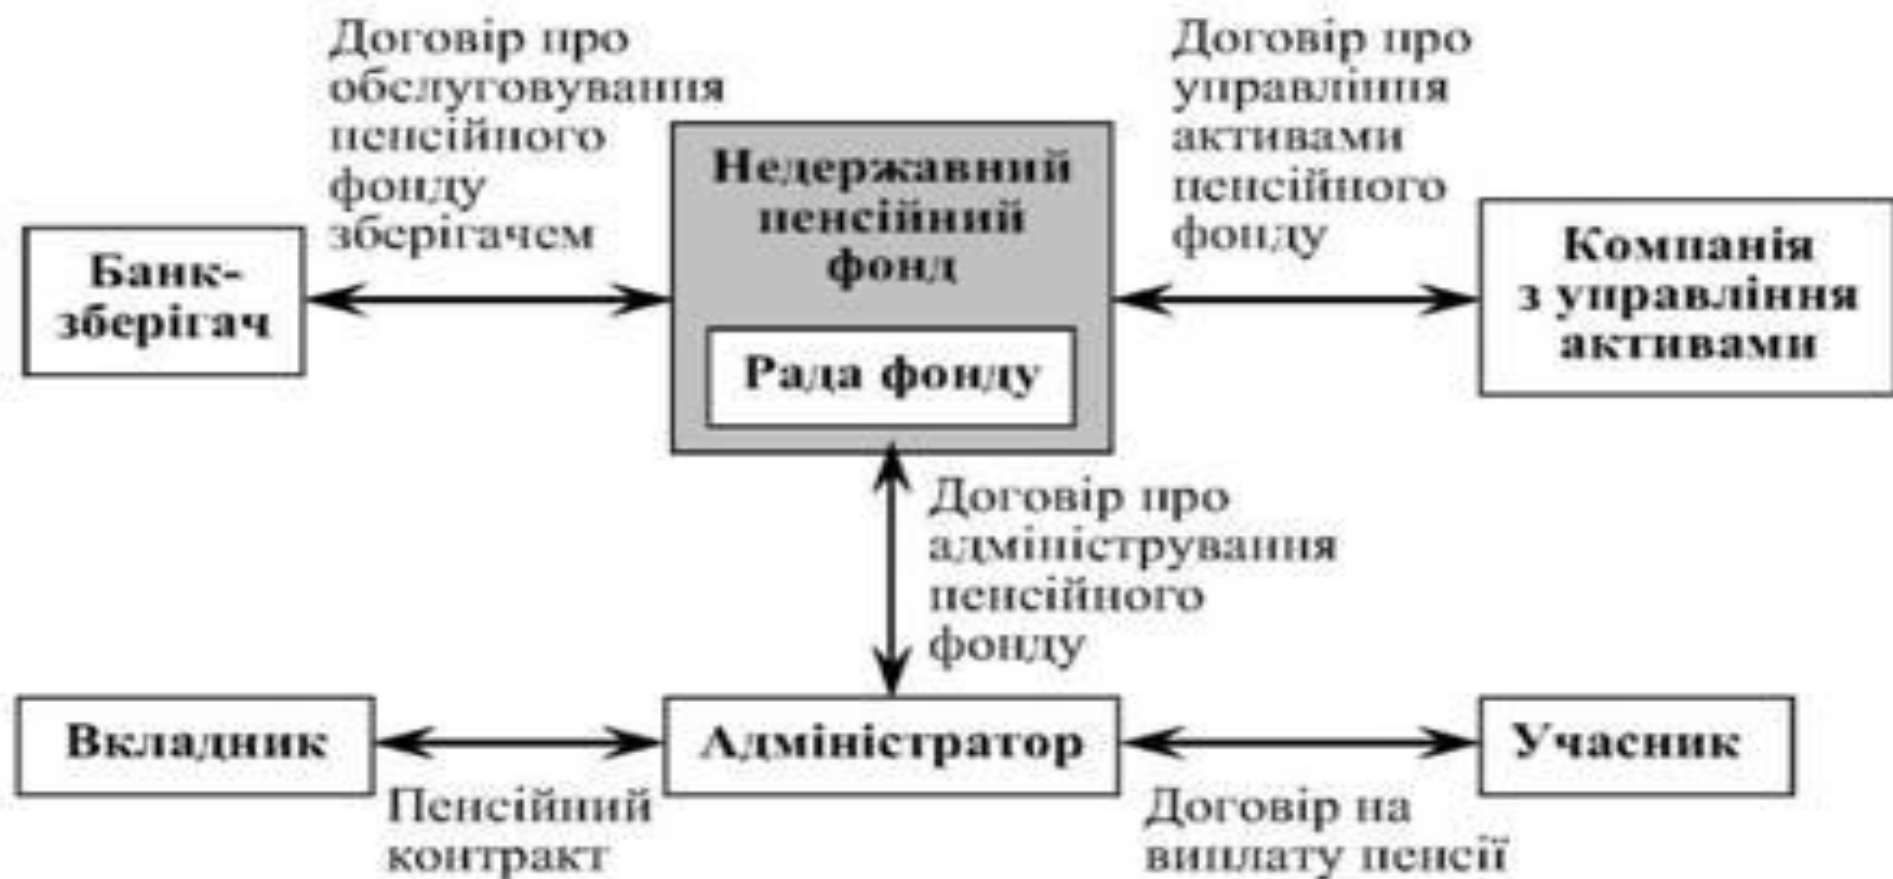 Договір про
обслуговування
пенсійного
фонду
зберігачем
Договір про
управління
активами
пенсійного
фонду
Недержавний
пенсійний
фонд
Рада фонду
Банк-
зберігач
Компанія
з управління
активами
Договір про
адміністрування
пенсійного
фонду
Вкладник
Адміністратор
Учасник
Пенсійний
контракт
Договір на
виплату пенсії